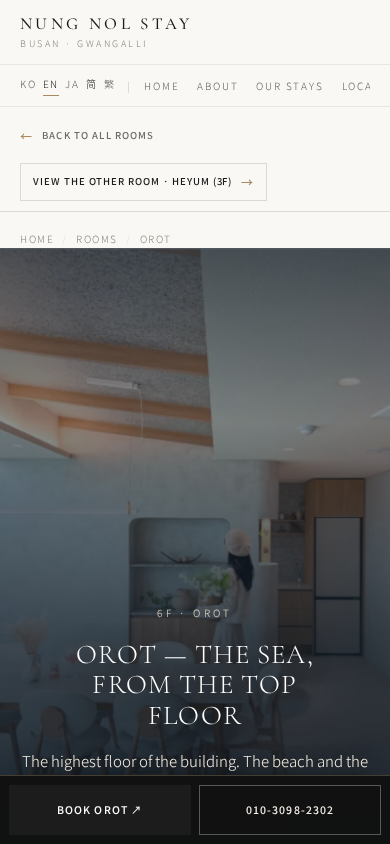 NUNG NOL STAY
BUSAN · GWANGALLI
KO EN JA 简 繁 | HOME ABOUT OUR STAYS LOCA
← BACK TO ALL ROOMS
VIEW THE OTHER ROOM · HEYUM (3F) →
HOME / ROOMS / OROT
6F · OROT
OROT — THE SEA,
FROM THE TOP
FLOOR
The highest floor of the building. The beach and the
BOOK OROT ↗ 010-3098-2302